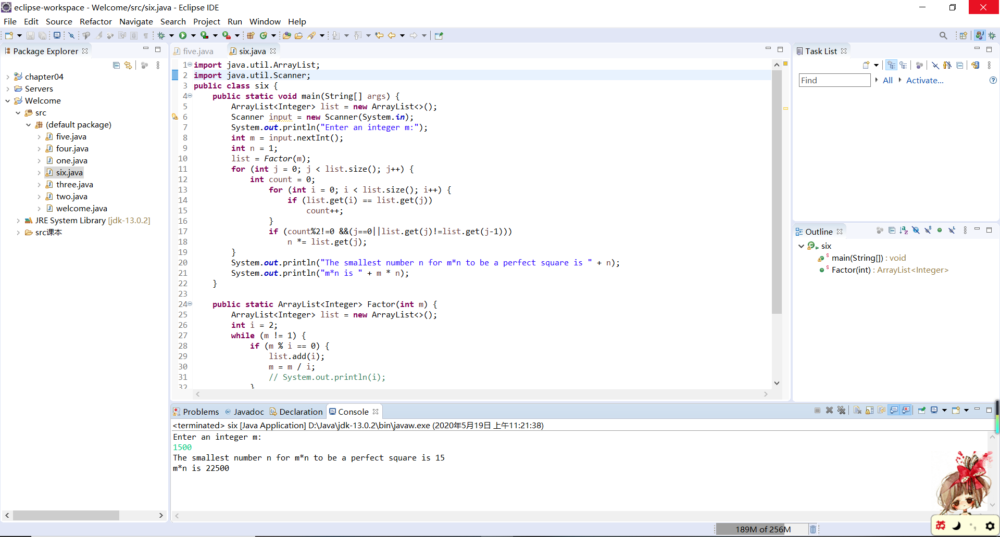 eclipse-workspace - Welcome/src/six.java - Eclipse IDE
File Edit Source Refactor Navigate Search Project Run Window Help
Package Explorer
chapter04
Servers
Welcome
src
(default package)
five.java
four.java
one.java
six.java
three.java
two.java
welcome.java
JRE System Library [jdk-13.0.2]
src课本
five.java six.java
1 import java.util.ArrayList;
2 import java.util.Scanner;
3 public class six {
4     public static void main(String[] args) {
5         ArrayList<Integer> list = new ArrayList<>();
6         Scanner input = new Scanner(System.in);
7         System.out.println("Enter an integer m:");
8         int m = input.nextInt();
9         int n = 1;
10         list = Factor(m);
11         for (int j = 0; j < list.size(); j++) {
12             int count = 0;
13                 for (int i = 0; i < list.size(); i++) {
14                     if (list.get(i) == list.get(j))
15                         count++;
16                 }
17                 if (count%2!=0 &&(j==0||list.get(j)!=list.get(j-1)))
18                     n *= list.get(j);
19         }
20         System.out.println("The smallest number n for m*n to be a perfect square is " + n);
21         System.out.println("m*n is " + m * n);
22     }
23
24     public static ArrayList<Integer> Factor(int m) {
25         ArrayList<Integer> list = new ArrayList<>();
26         int i = 2;
27         while (m != 1) {
28             if (m % i == 0) {
29                 list.add(i);
30                 m = m / i;
31                 // System.out.println(i);
32             }
Task List
Find All Activate...
Outline
six
main(String[]) : void
Factor(int) : ArrayList<Integer>
Problems @ Javadoc Declaration Console
<terminated> six [Java Application] D:\Java\jdk-13.0.2\bin\javaw.exe (2020年5月19日 上午11:21:38)
Enter an integer m:
1500
The smallest number n for m*n to be a perfect square is 15
m*n is 22500
英
189M of 256M